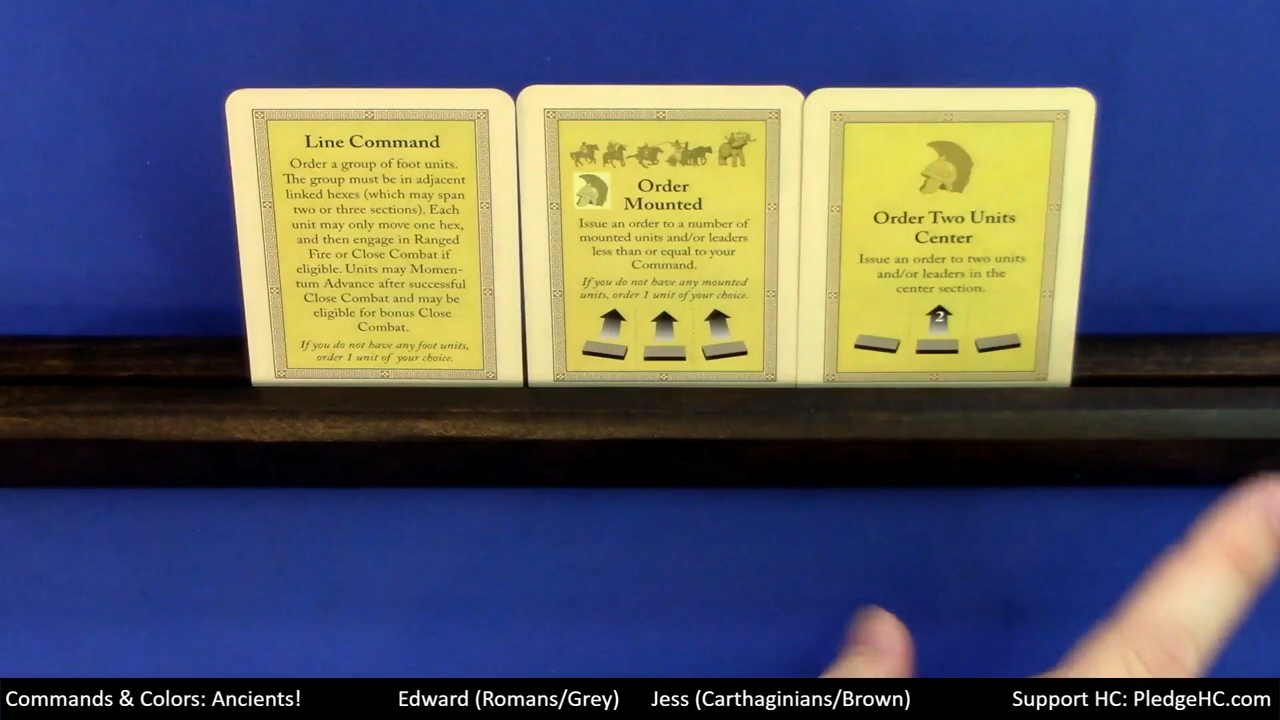 Line Command
Order a group of foot units.
The group must be in adjacent
linked hexes (which may span
two or three sections). Each
unit may only move one hex,
and then engage in Ranged
Fire or Close Combat if
eligible. Units may Momen-
tum Advance after successful
Close Combat and may be
eligible for bonus Close
Combat.
If you do not have any foot units,
order 1 unit of your choice.
Order
Mounted
Issue an order to a number of
mounted units and/or leaders
less than or equal to your
Command.
If you do not have any mounted
units, order 1 unit of your choice.
Order Two Units
Center
Issue an order to two units
and/or leaders in the
center section.
2
Commands & Colors: Ancients! Edward (Romans/Grey) Jess (Carthaginians/Brown) Support HC: PledgeHC.com